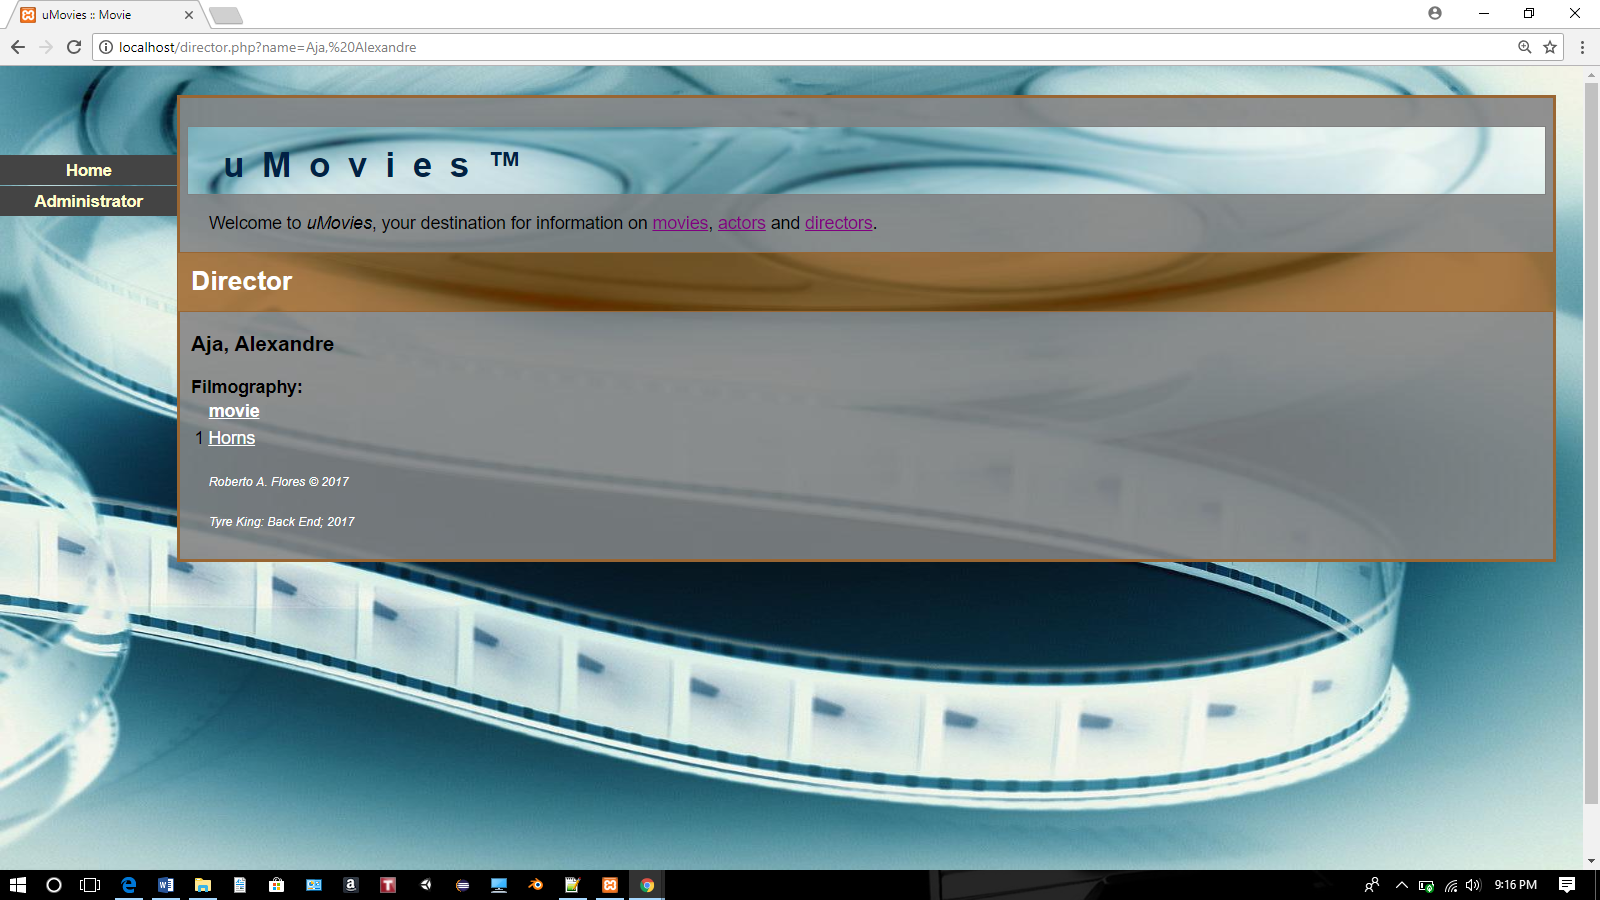 uMovies :: Movie
localhost/director.php?name=Aja,%20Alexandre
Home
Administrator
uMovies™
Welcome to uMovies, your destination for information on movies, actors and directors.
Director
Aja, Alexandre
Filmography:
movie
1 Horns
Roberto A. Flores © 2017
Tyre King: Back End; 2017
9:16 PM